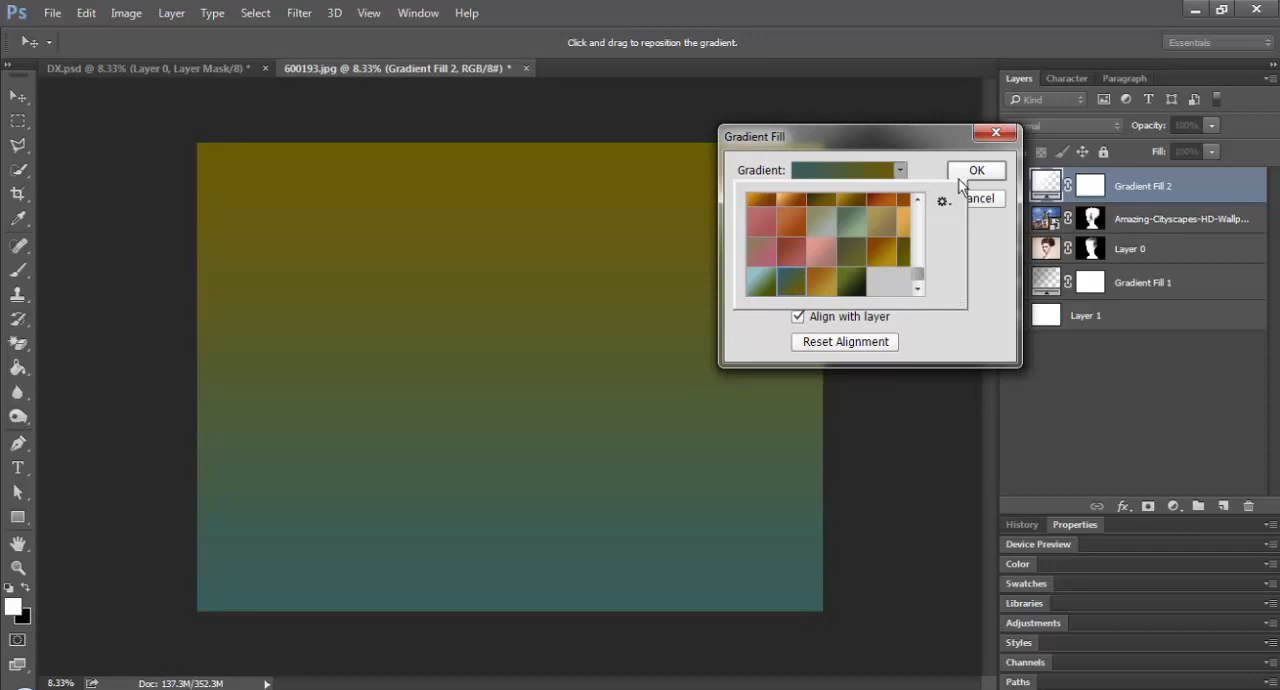 Ps File Edit Image Layer Type Select Filter 3D View Window Help
Click and drag to reposition the gradient.
Essentials
DX.psd @ 8.33% (Layer 0, Layer Mask/8) * ×
600193.jpg @ 8.33% (Gradient Fill 2, RGB/8#) * ×
Layers Character Paragraph
Kind
Opacity: 100%
Fill: 100%
Gradient Fill
Gradient:
OK
ancel
Align with layer
Reset Alignment
Gradient Fill 2
Amazing-Cityscapes-HD-Wallp...
Layer 0
Gradient Fill 1
Layer 1
fx
History Properties
Device Preview
Color
Swatches
Libraries
Adjustments
Styles
Channels
Paths
8.33% Doc: 137.3M/352.3M